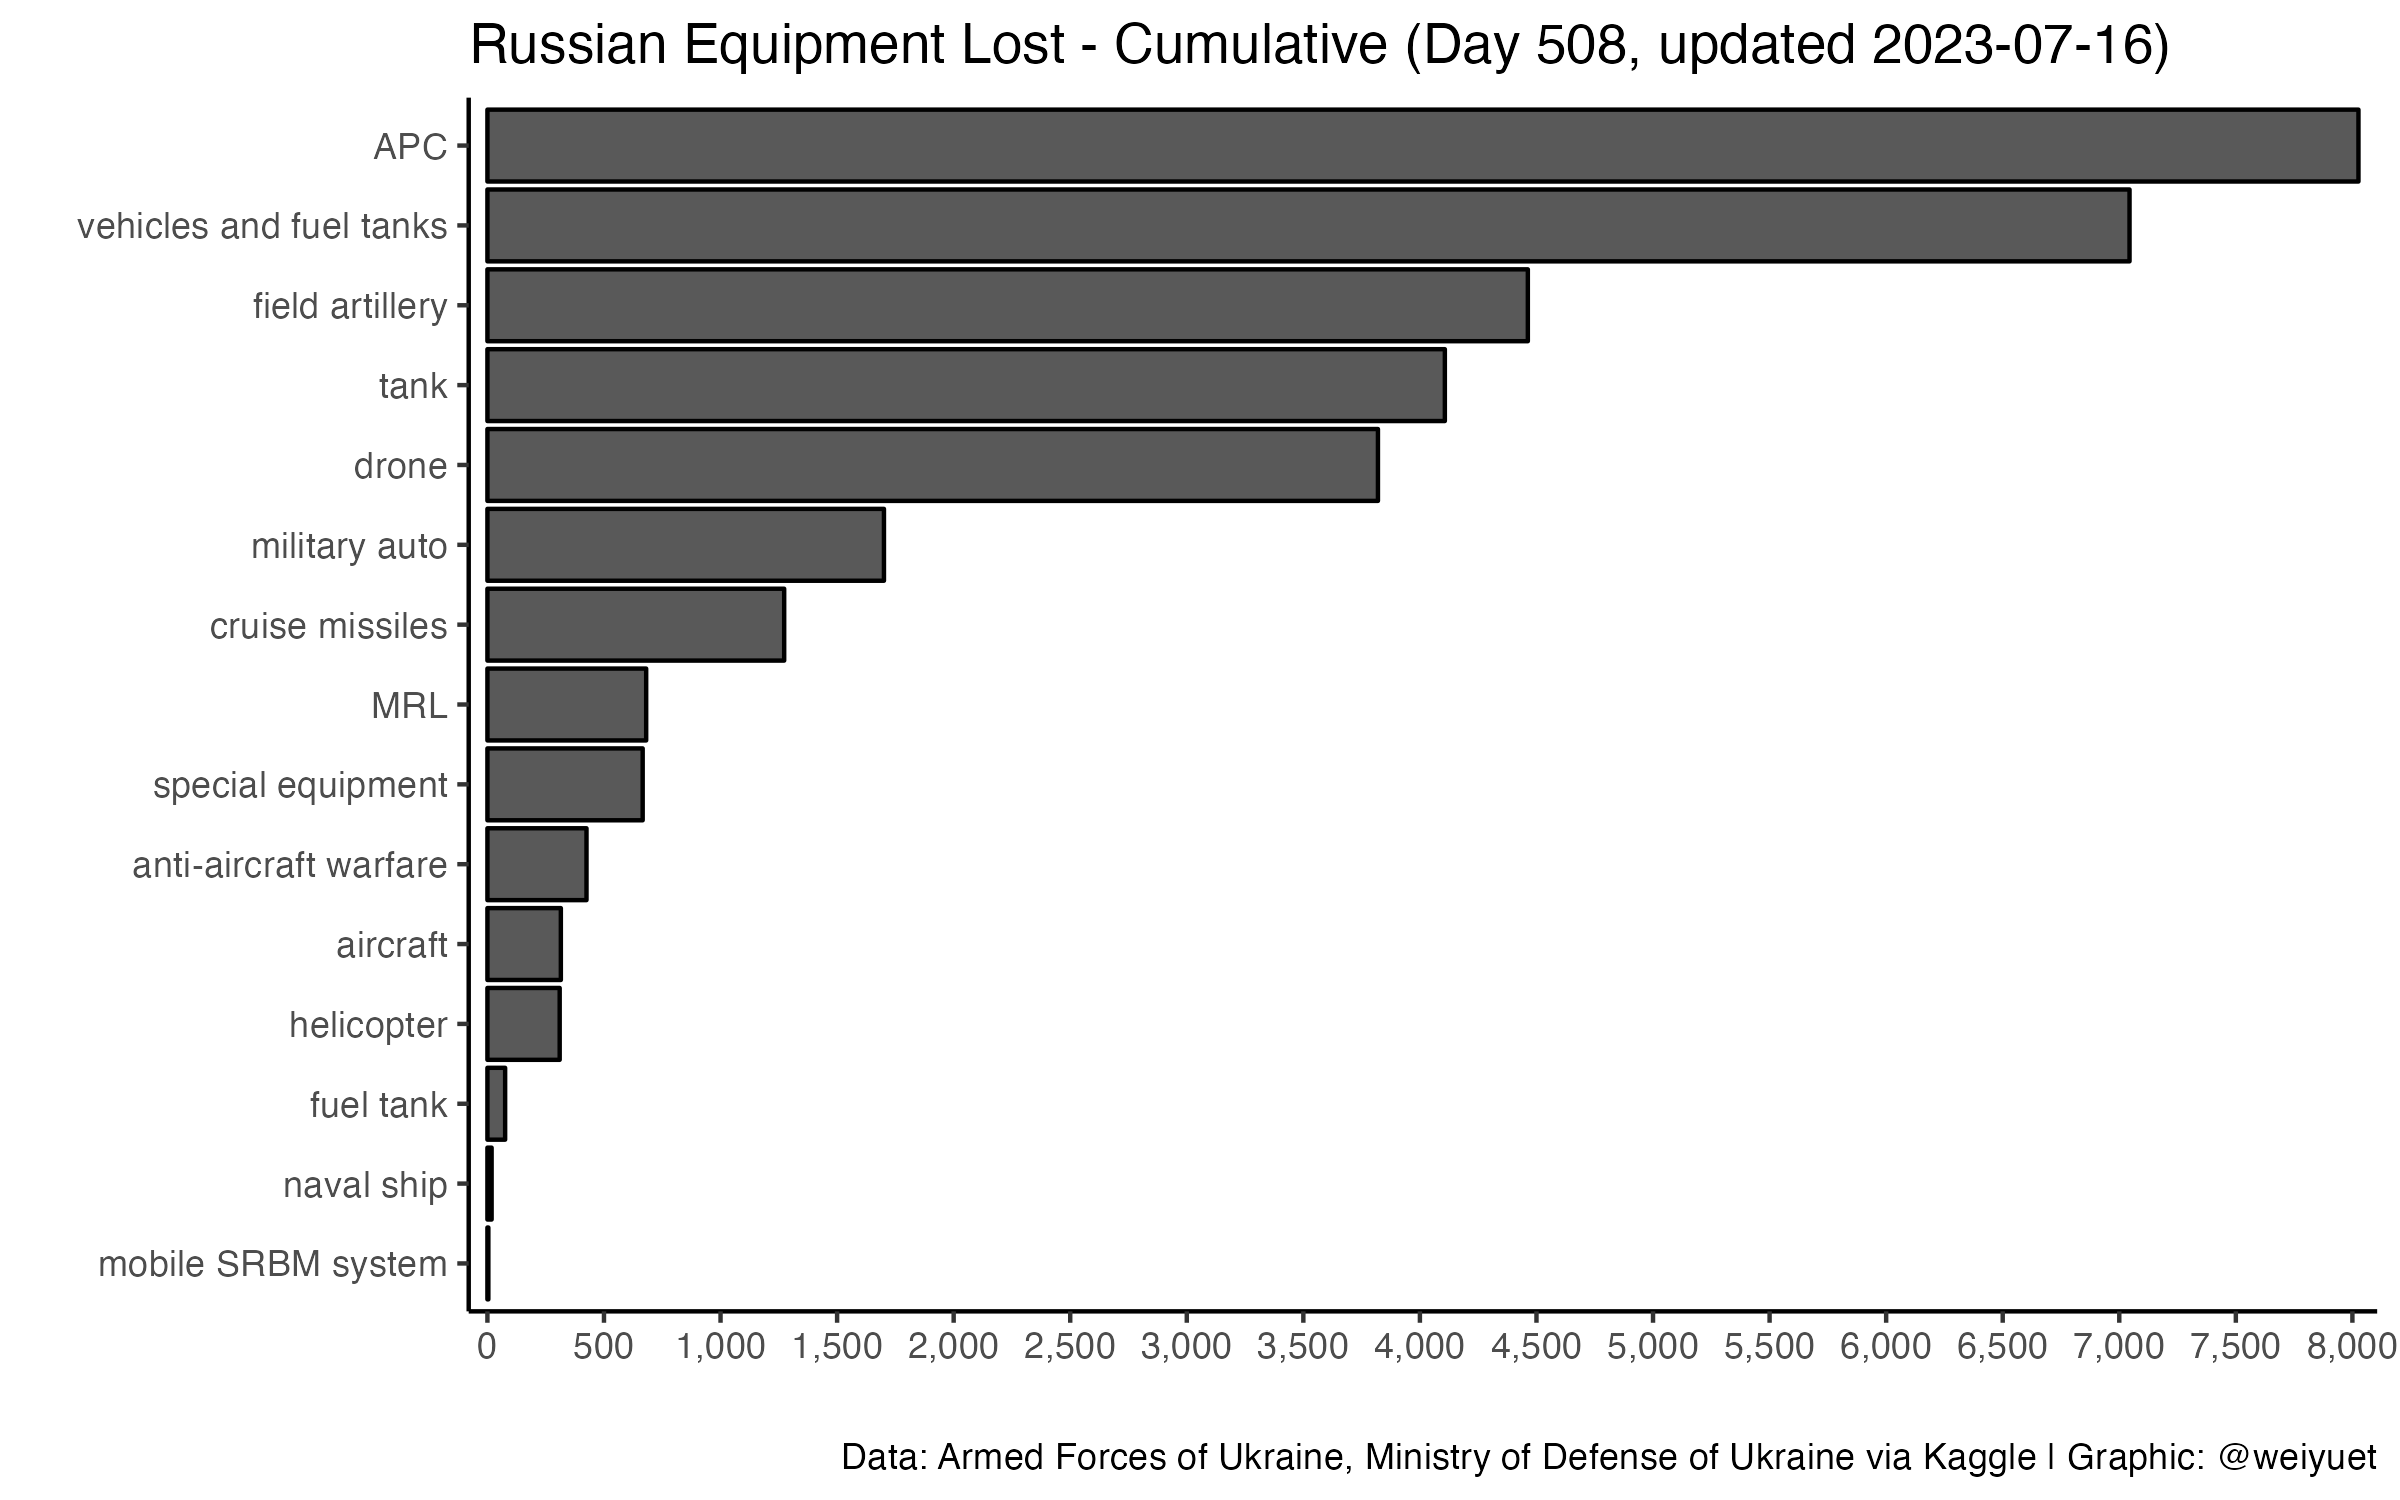 Russian Equipment Lost - Cumulative (Day 508, updated 2023-07-16)
APC
vehicles and fuel tanks
field artillery
tank
drone
military auto
cruise missiles
MRL
special equipment
anti-aircraft warfare
aircraft
helicopter
fuel tank
naval ship
mobile SRBM system
0 500 1,000 1,500 2,000 2,500 3,000 3,500 4,000 4,500 5,000 5,500 6,000 6,500 7,000 7,500 8,000
Data: Armed Forces of Ukraine, Ministry of Defense of Ukraine via Kaggle | Graphic: @weiyuet